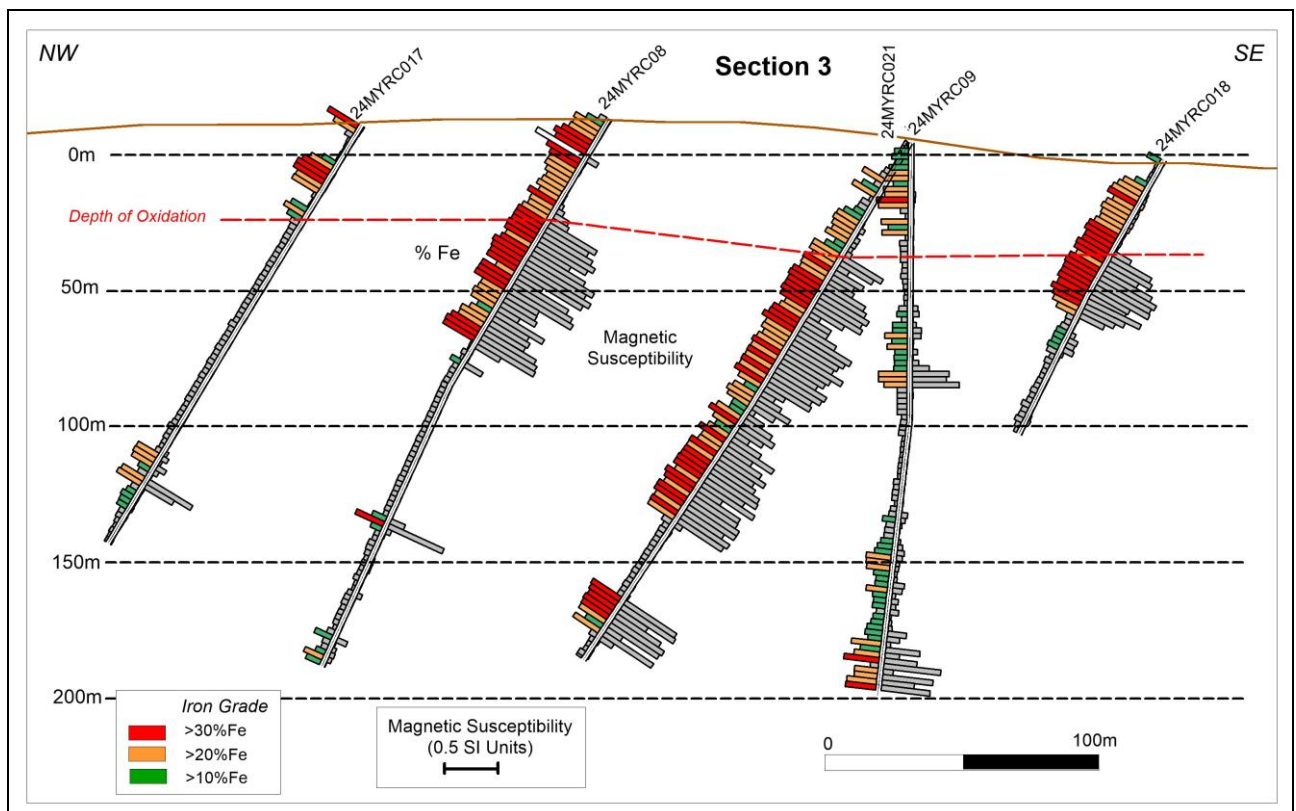 NW
24MYRC017
24MYRC08
Section 3
24MYRC021
24MYRC09
24MYRC018
SE
0m
Depth of Oxidation
% Fe
50m
Magnetic
Susceptibility
100m
150m
200m
Iron Grade
>30%Fe
>20%Fe
>10%Fe
Magnetic Susceptibility
(0.5 SI Units)
0
100m